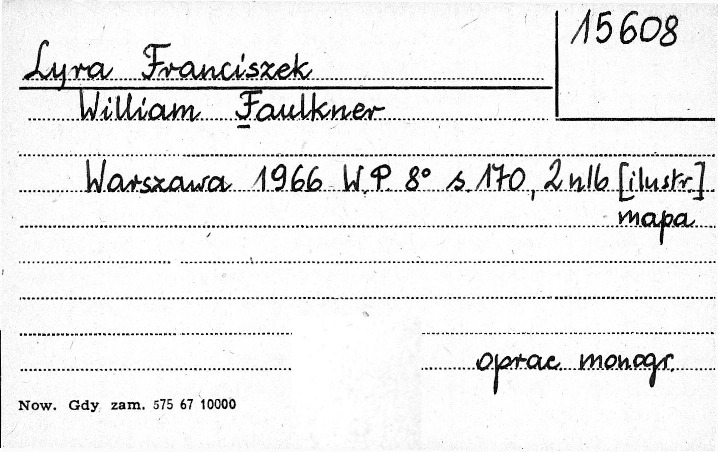 15608
Lyra Franciszek
William Faulkner
Warszawa 1966 W.P. 8° s. 170, 2 nlb [ilustr.]
mapa
oprac. monogr.
Now. Gdy zam. 575 67 10000